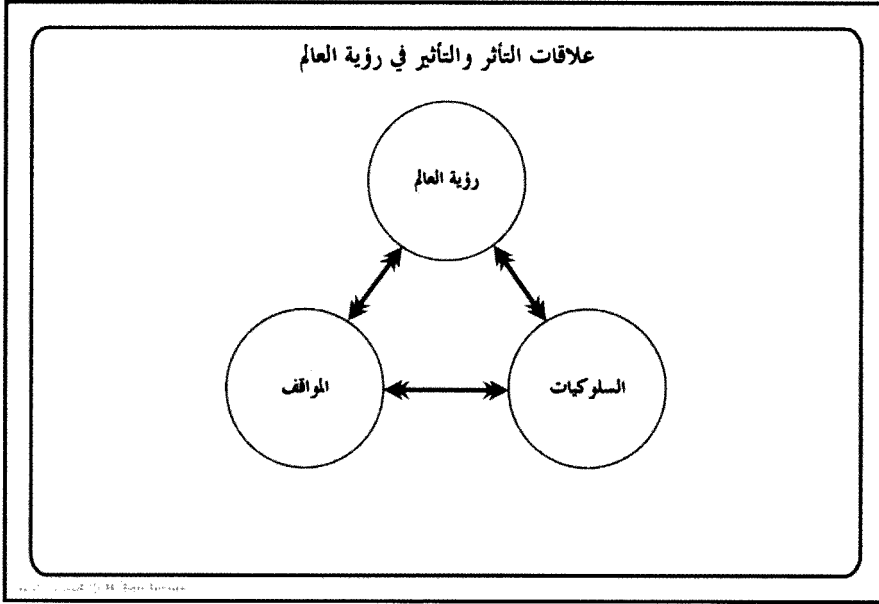 علاقات التأثر والتأثير في رؤية العالم
رؤية العالم
السلوكيات
المواقف